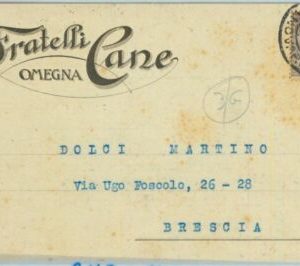 Fratelli Cane
OMEGNA
36
DOLCI MARTINO
Via Ugo Foscolo, 26 - 28
BRESCIA